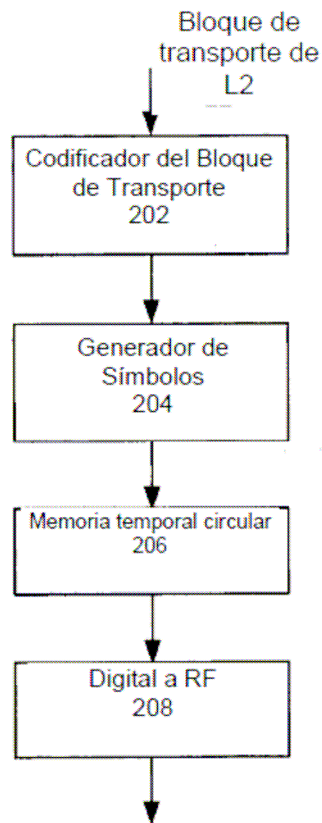 Bloque de
transporte de
L2
Codificador del Bloque
de Transporte
202
Generador de
Símbolos
204
Memoria temporal circular
206
Digital a RF
208